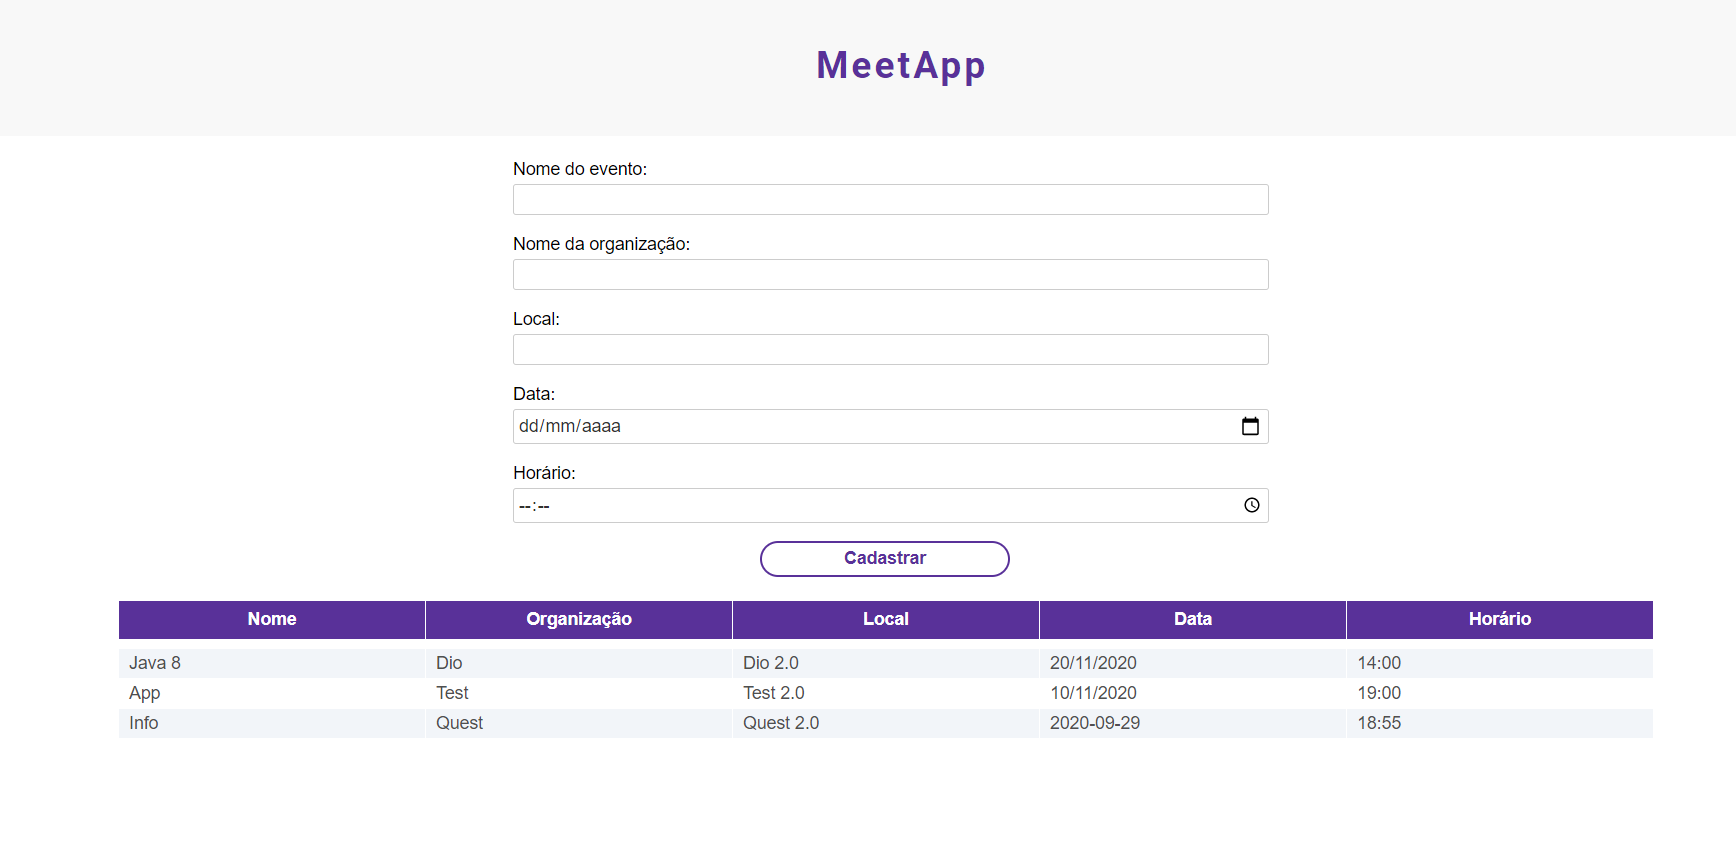 MeetApp
Nome do evento:
Nome da organização:
Local:
Data:
dd/mm/aaaa
Horário:
--:--
Cadastrar
Nome Organização Local Data Horário
Java 8 Dio Dio 2.0 20/11/2020 14:00
App Test Test 2.0 10/11/2020 19:00
Info Quest Quest 2.0 2020-09-29 18:55